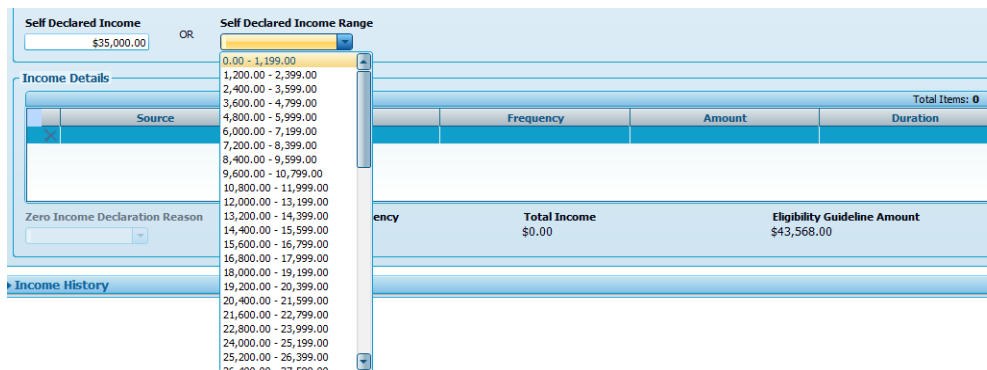 Self Declared Income
OR
Self Declared Income Range
$35,000.00
0.00 - 1,199.00
1,200.00 - 2,399.00
2,400.00 - 3,599.00
3,600.00 - 4,799.00
4,800.00 - 5,999.00
6,000.00 - 7,199.00
7,200.00 - 8,399.00
8,400.00 - 9,599.00
9,600.00 - 10,799.00
10,800.00 - 11,999.00
12,000.00 - 13,199.00
13,200.00 - 14,399.00
14,400.00 - 15,599.00
15,600.00 - 16,799.00
16,800.00 - 17,999.00
18,000.00 - 19,199.00
19,200.00 - 20,399.00
20,400.00 - 21,599.00
21,600.00 - 22,799.00
22,800.00 - 23,999.00
24,000.00 - 25,199.00
25,200.00 - 26,399.00
Income Details
Total Items: 0
Source Frequency Amount Duration
Zero Income Declaration Reason
ency
Total Income
$0.00
Eligibility Guideline Amount
$43,568.00
Income History